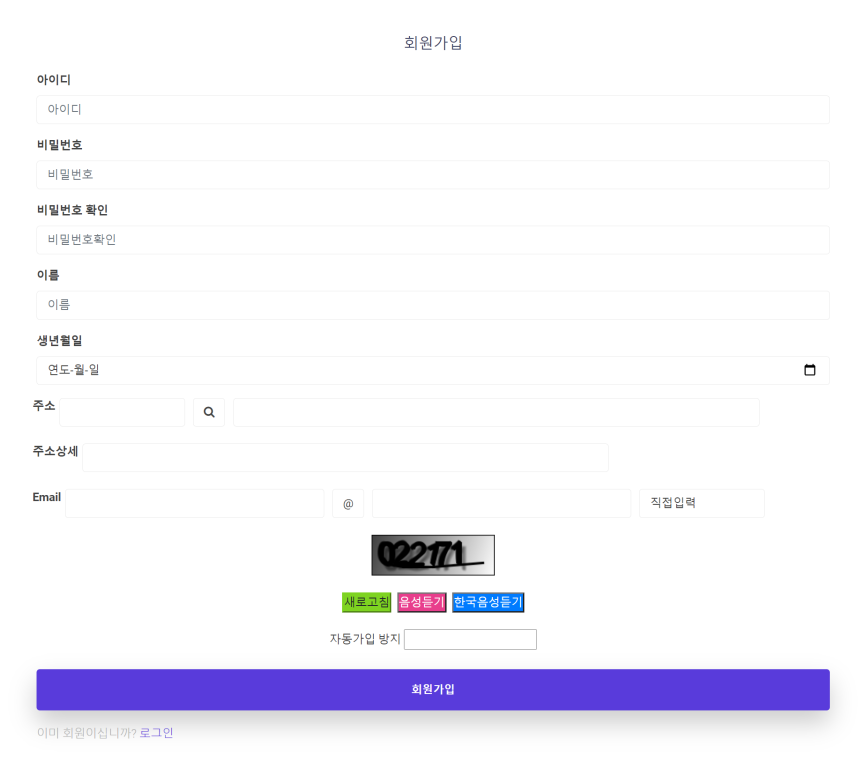 회원가입
아이디
아이디
비밀번호
비밀번호
비밀번호 확인
비밀번호확인
이름
이름
생년월일
연도-월-일
주소
주소상세
Email @ 직접입력
022171
새로고침 음성듣기 한국음성듣기
자동가입 방지
회원가입
이미 회원이십니까? 로그인